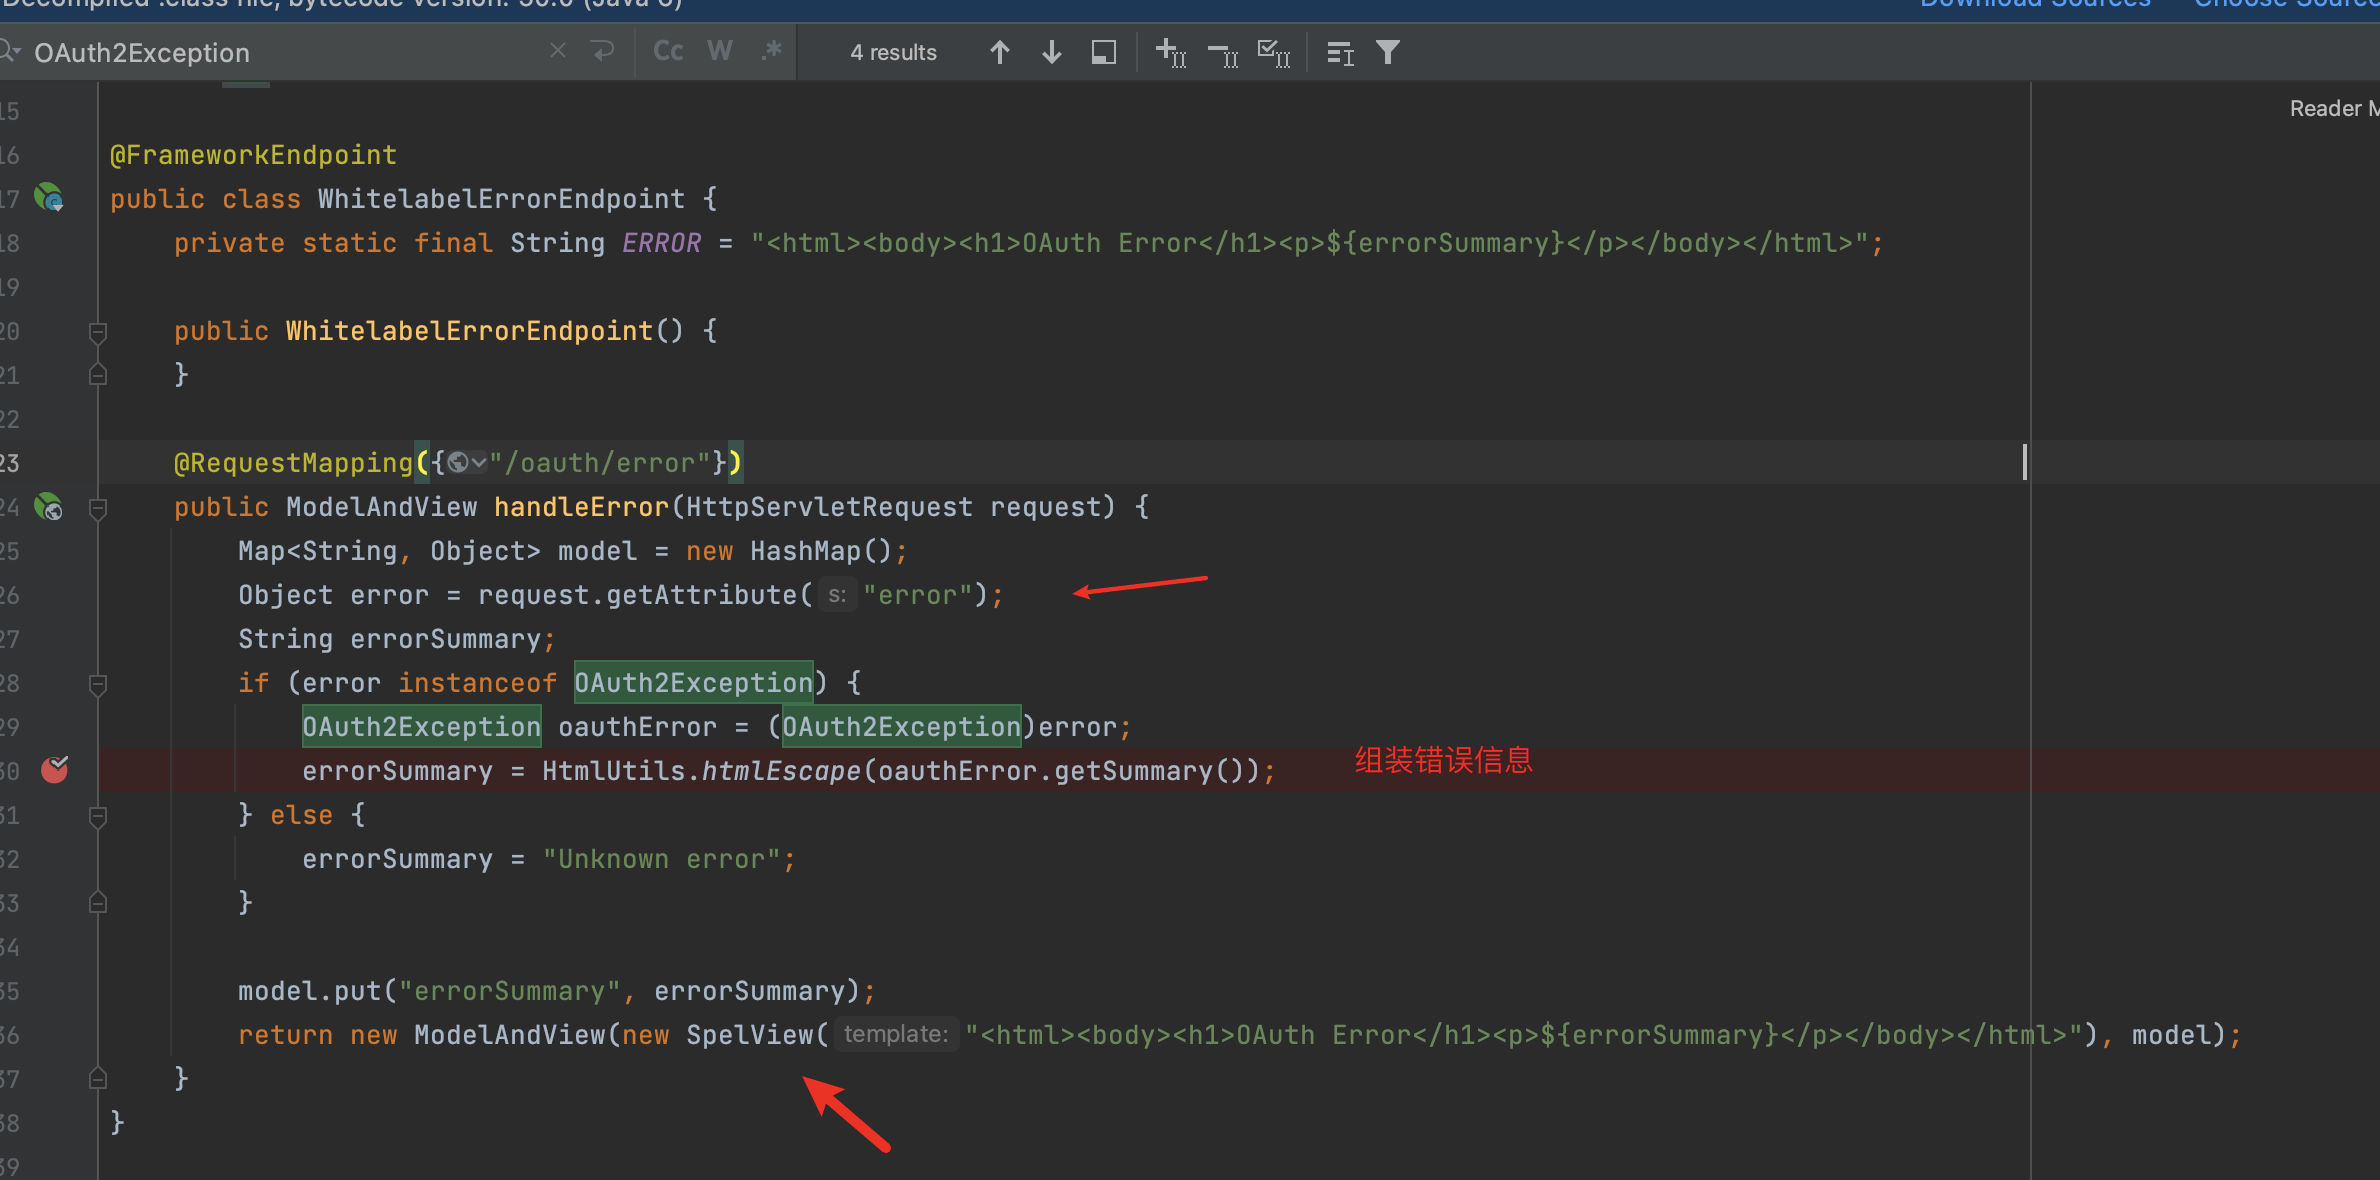 Decompiled .class file, bytecode version: 50.0 (Java 6) Download Sources Choose Sources
OAuth2Exception Cc W .* 4 results
15 Reader M
16 @FrameworkEndpoint
17 public class WhitelabelErrorEndpoint {
18 private static final String ERROR = "<html><body><h1>OAuth Error</h1><p>${errorSummary}</p></body></html>";
19
20 public WhitelabelErrorEndpoint() {
21 }
22
23 @RequestMapping({"/oauth/error"})
24 public ModelAndView handleError(HttpServletRequest request) {
25 Map<String, Object> model = new HashMap();
26 Object error = request.getAttribute( s: "error");
27 String errorSummary;
28 if (error instanceof OAuth2Exception) {
29 OAuth2Exception oauthError = (OAuth2Exception)error;
30 errorSummary = HtmlUtils.htmlEscape(oauthError.getSummary()); 组装错误信息
31 } else {
32 errorSummary = "Unknown error";
33 }
34
35 model.put("errorSummary", errorSummary);
36 return new ModelAndView(new SpelView( template: "<html><body><h1>OAuth Error</h1><p>${errorSummary}</p></body></html>"), model);
37 }
38 }
39